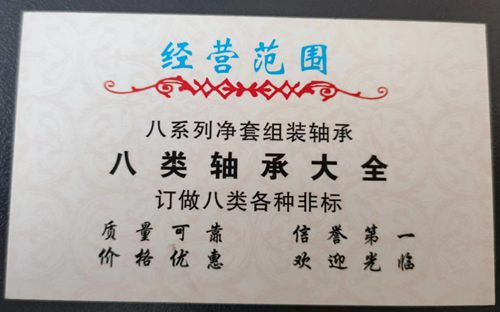 经营范围
八系列净套组装轴承
八类轴承大全
订做八类各种非标
质量可靠 信誉第一
价格优惠 欢迎光临